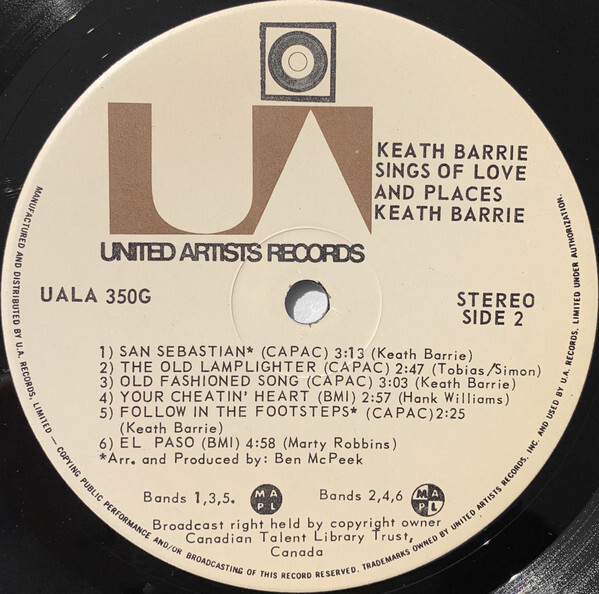 M A
P L
UA
KEATH BARRIE
SINGS OF LOVE
AND PLACES
KEATH BARRIE
UNITED ARTISTS RECORDS
UALA 350G
STEREO
SIDE 2
1) SAN SEBASTIAN* (CAPAC) 3:13 (Keath Barrie)
2) THE OLD LAMPLIGHTER (CAPAC) 2:47 (Tobias/Simon)
3) OLD FASHIONED SONG (CAPAC) 3:03 (Keath Barrie)
4) YOUR CHEATIN' HEART (BMI) 2:57 (Hank Williams)
5) FOLLOW IN THE FOOTSTEPS* (CAPAC) 2:25
(Keath Barrie)
6) EL PASO (BMI) 4:58 (Marty Robbins)
*Arr. and Produced by: Ben McPeek
Bands 1,3,5. M A P L Bands 2,4,6 M A P L
Broadcast right held by copyright owner
Canadian Talent Library Trust,
Canada
MANUFACTURED AND DISTRIBUTED BY U.A. RECORDS, LIMITED — COPYING PUBLIC PERFORMANCE AND/OR BROADCASTING OF THIS RECORD RESERVED. TRADEMARKS OWNED BY UNITED ARTISTS RECORDS, INC. AND USED BY U.A. RECORDS, LIMITED UNDER AUTHORIZATION.